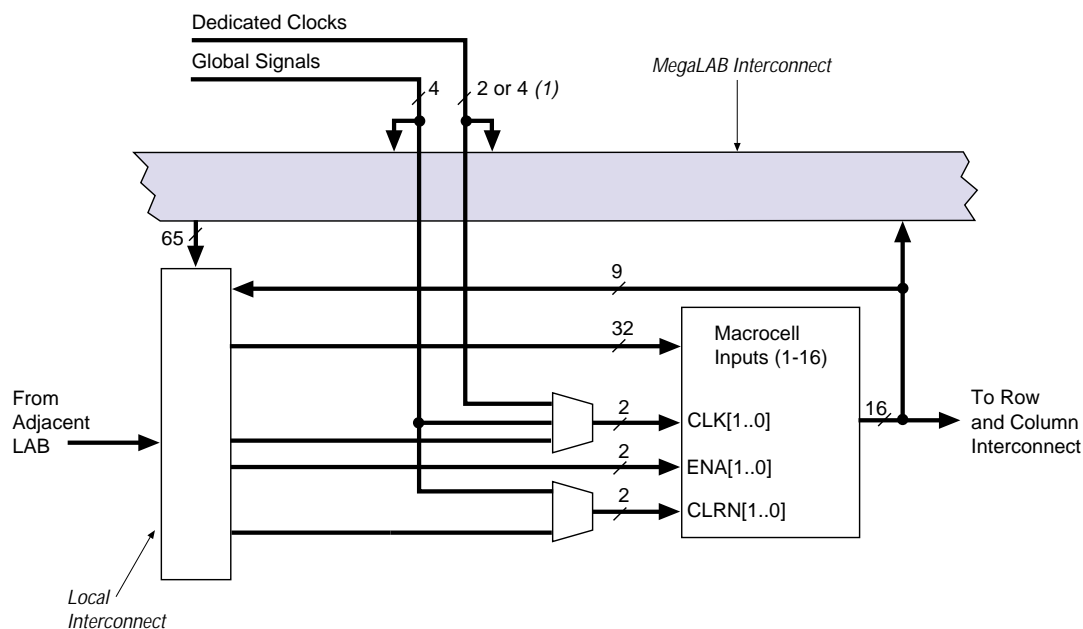 Dedicated Clocks
Global Signals
4
2 or 4 (1)
MegaLAB Interconnect
65
9
32
Macrocell
Inputs (1-16)
From
Adjacent
LAB
2
CLK[1..0]
16
To Row
and Column
Interconnect
2
ENA[1..0]
2
CLRN[1..0]
Local
Interconnect